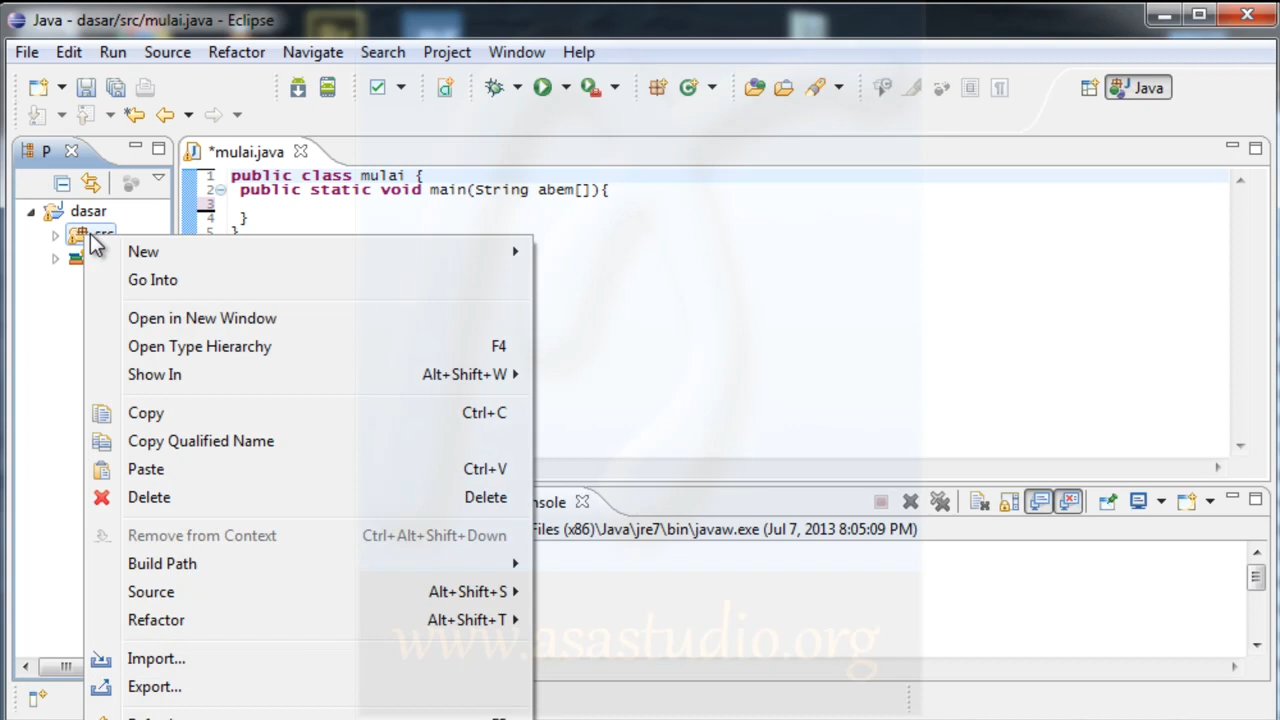 Java - dasar/src/mulai.java - Eclipse
File Edit Run Source Refactor Navigate Search Project Window Help
Java
P
*mulai.java
1 public class mulai {
2 public static void main(String abem[]){
3
4 }
5 }
dasar
src
New
Go Into
Open in New Window
Open Type Hierarchy F4
Show In Alt+Shift+W
Copy Ctrl+C
Copy Qualified Name
Paste Ctrl+V
Delete Delete
nsole
Files (x86)\Java\jre7\bin\javaw.exe (Jul 7, 2013 8:05:09 PM)
Remove from Context Ctrl+Alt+Shift+Down
Build Path
Source Alt+Shift+S
Refactor Alt+Shift+T
www.asastudio.org
Import...
Export...